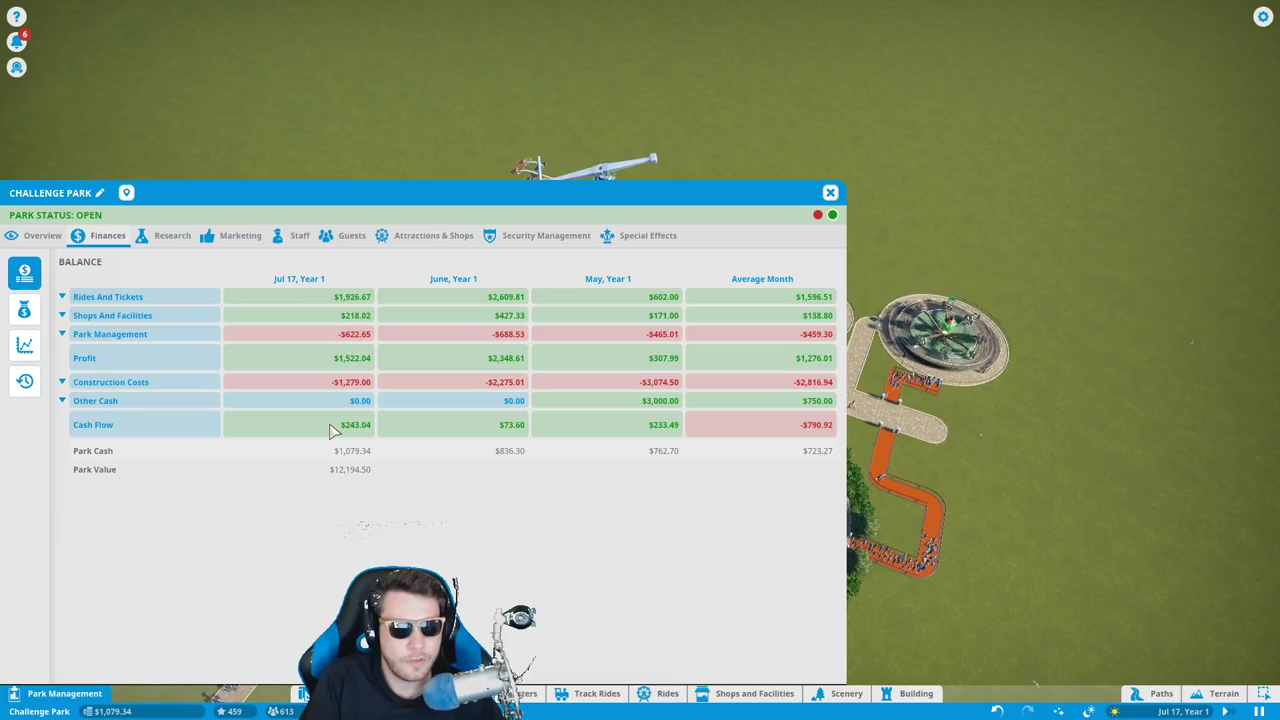 ?
6
CHALLENGE PARK
PARK STATUS: OPEN
Overview Finances Research Marketing Staff Guests Attractions & Shops Security Management Special Effects
BALANCE
Jul 17, Year 1 June, Year 1 May, Year 1 Average Month
Rides And Tickets $1,926.67 $2,609.81 $602.00 $1,596.51
Shops And Facilities $218.02 $427.33 $171.00 $138.80
Park Management -$622.65 -$688.53 -$465.01 -$459.30
Profit $1,522.04 $2,348.61 $307.99 $1,276.01
Construction Costs -$1,279.00 -$2,275.01 -$3,074.50 -$2,816.94
Other Cash $0.00 $0.00 $3,000.00 $750.00
Cash Flow $243.04 $73.60 $233.49 -$790.92
Park Cash $1,079.34 $836.30 $762.70 $723.27
Park Value $12,194.50
Park Management Track Rides Rides Shops and Facilities Scenery Building Paths Terrain
Challenge Park $1,079.34 459 613 Jul 17, Year 1